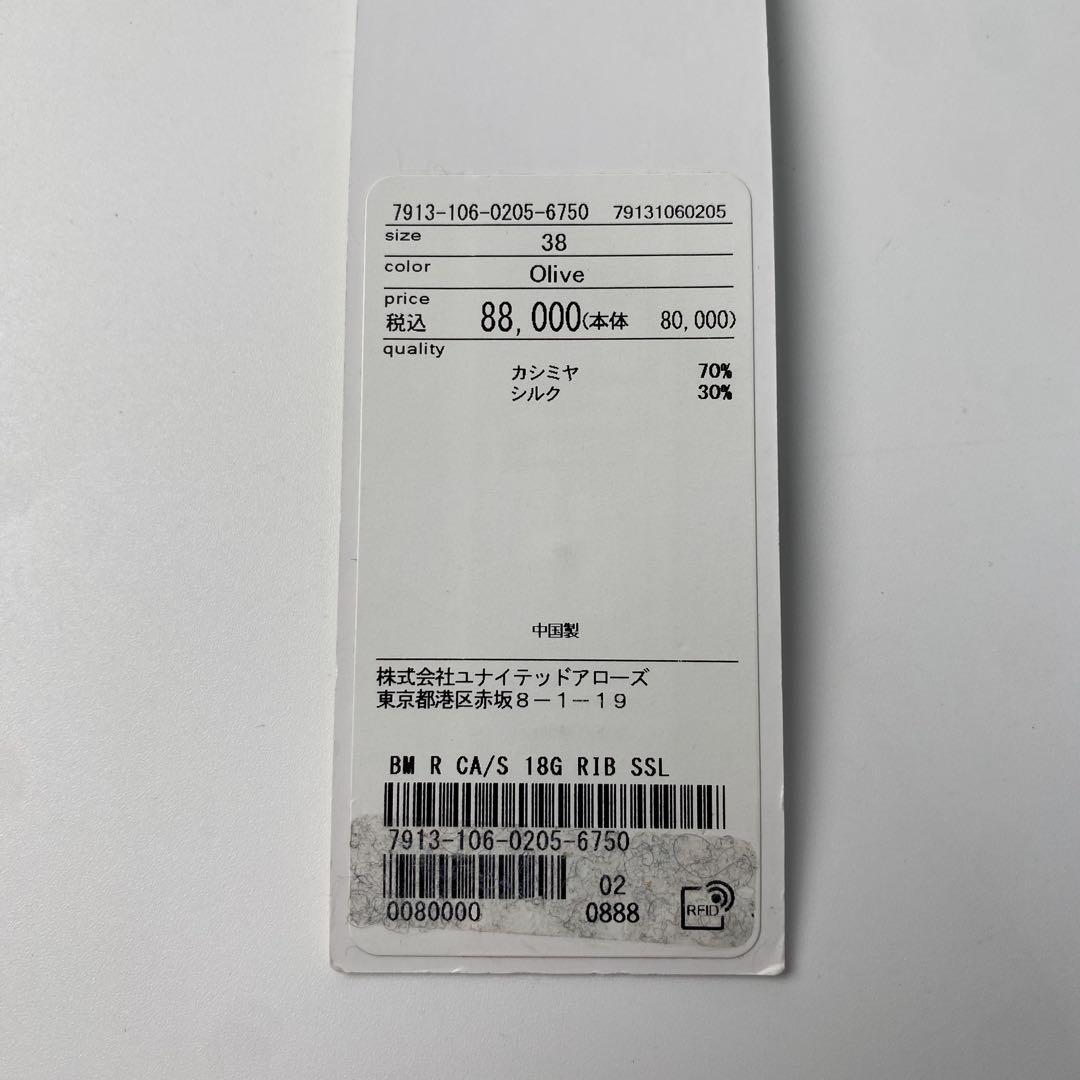 7913-106-0205-6750 79131060205
size 38
color Olive
price
税込 88,000(本体 80,000)
quality
カシミヤ 70%
シルク 30%
中国製
株式会社ユナイテッドアローズ
東京都港区赤坂8-1-19
BM R CA/S 18G RIB SSL
7913-106-0205-6750
02
0080000 0888
RFID